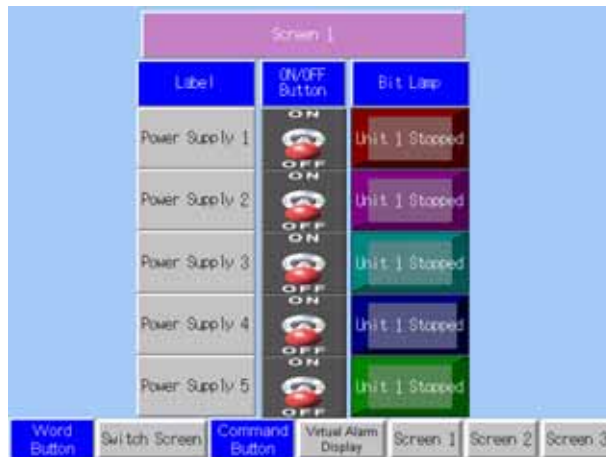 Screen 1
Label
ON/OFF
Button
Bit Lamp
ON
Power Supply 1
Unit 1 Stopped
OFF
ON
Power Supply 2
Unit 1 Stopped
OFF
ON
Power Supply 3
Unit 1 Stopped
OFF
ON
Power Supply 4
Unit 1 Stopped
OFF
ON
Power Supply 5
Unit 1 Stopped
OFF
Word
Button
Switch Screen
Command
Button
Virtual Alarm
Display
Screen 1
Screen 2
Screen 3